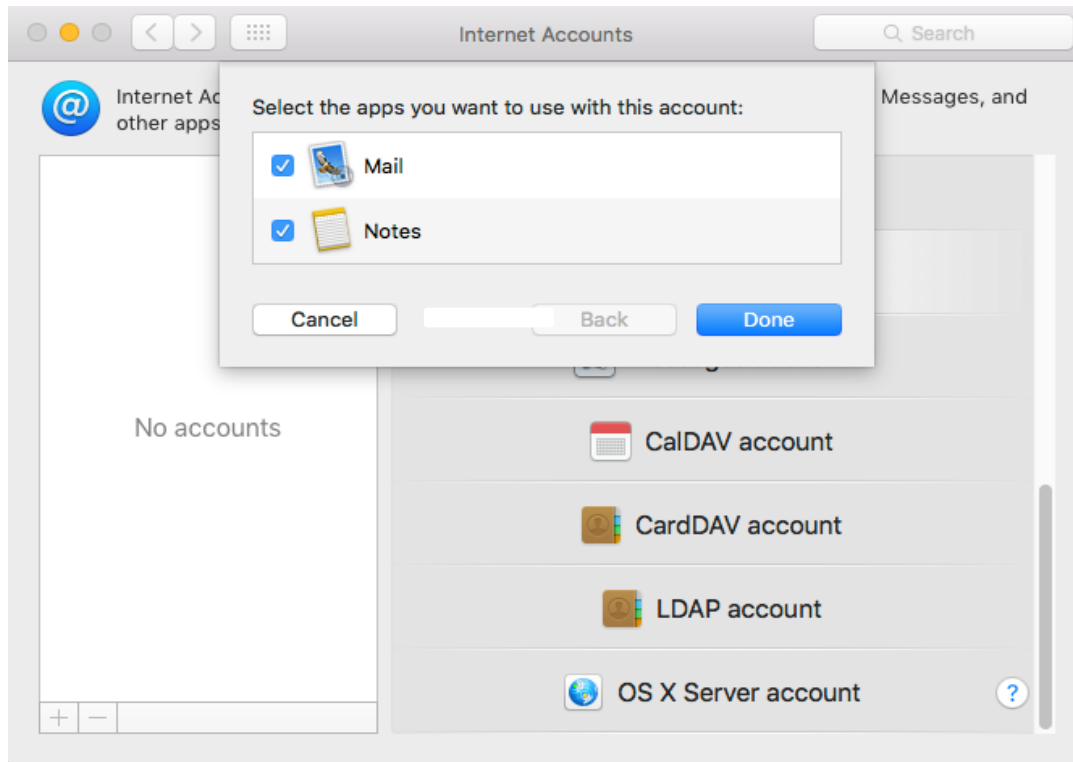 Internet Accounts
Search
Internet Ac
other apps
Messages, and
Select the apps you want to use with this account:
Mail
Notes
Cancel
Back
Done
No accounts
CalDAV account
CardDAV account
LDAP account
OS X Server account
?